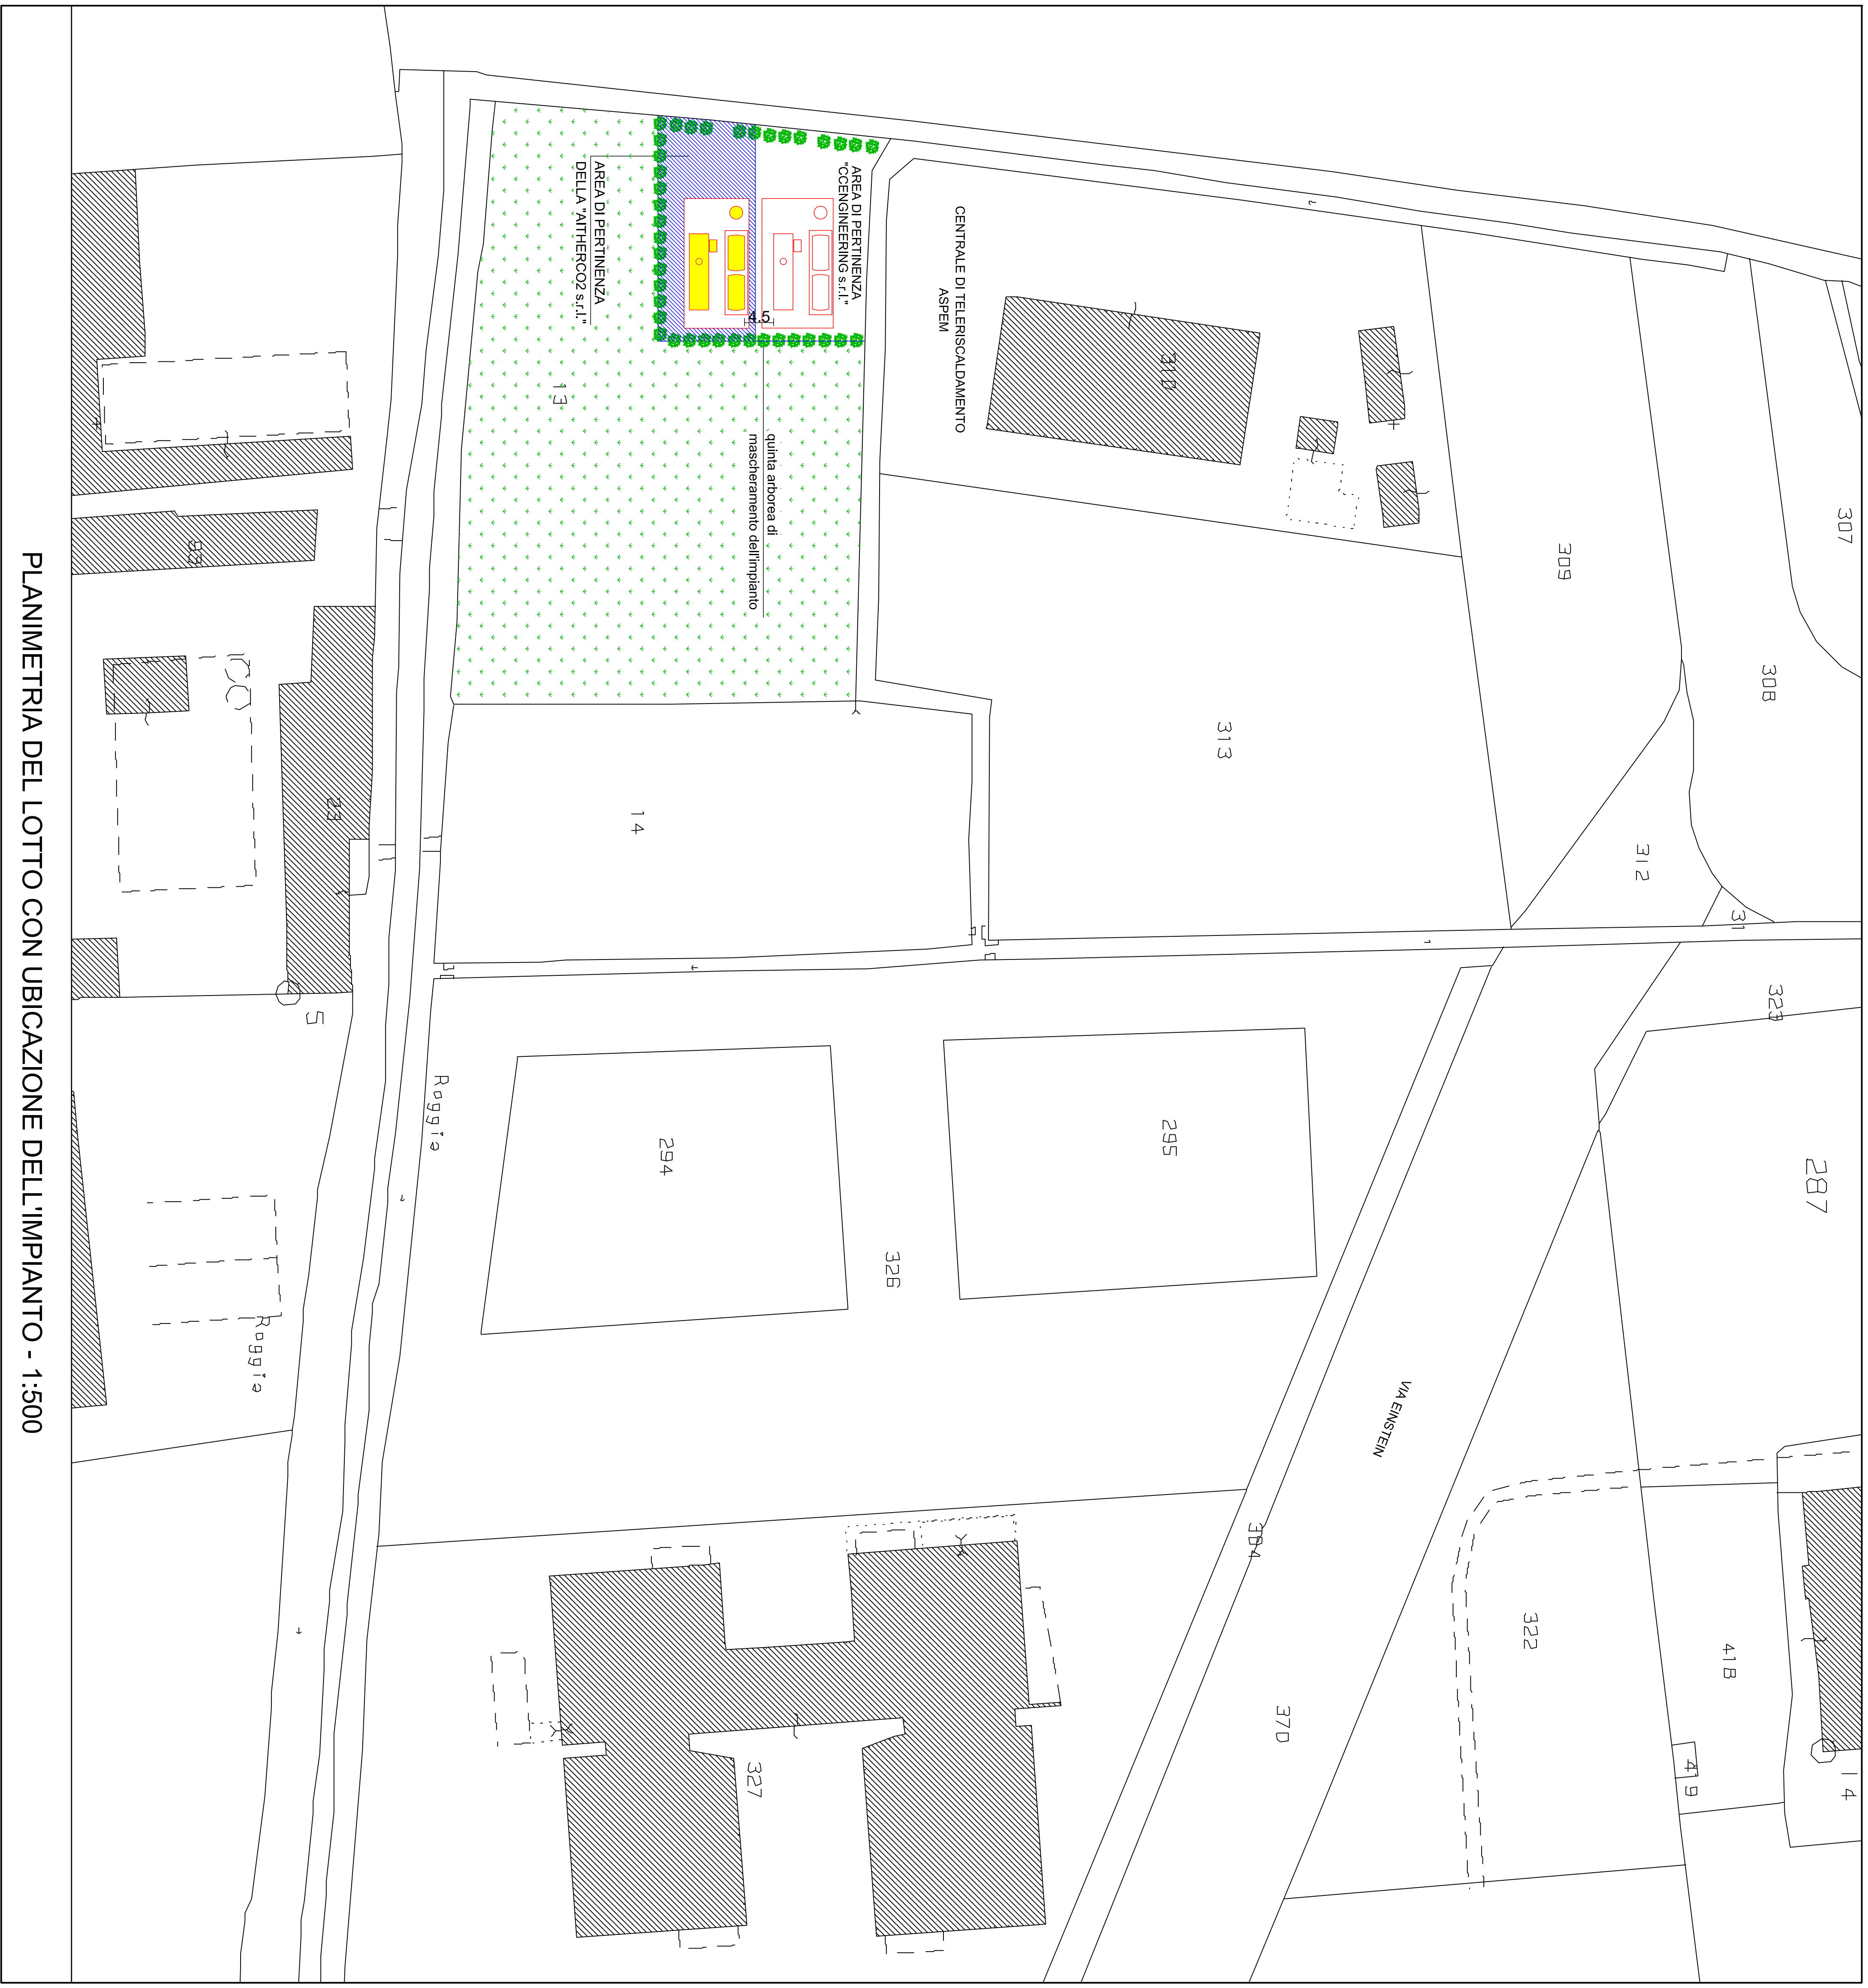 307
308
309
310
CENTRALE DI TELERISCALDAMENTO
ASPEM
AREA DI PERTINENZA
"CCENGINEERING s.r.l."
4.5
AREA DI PERTINENZA
DELLA "AITHERCO2 s.r.l."
quinta arborea di
mascheramento dell'impianto
13
93
313
312
31
14
23
5
323
287
295
294
326
Roggia
Roggia
VIA EINSTEIN
304
322
418
419
14
370
327
PLANIMETRIA DEL LOTTO CON UBICAZIONE DELL'IMPIANTO - 1:500